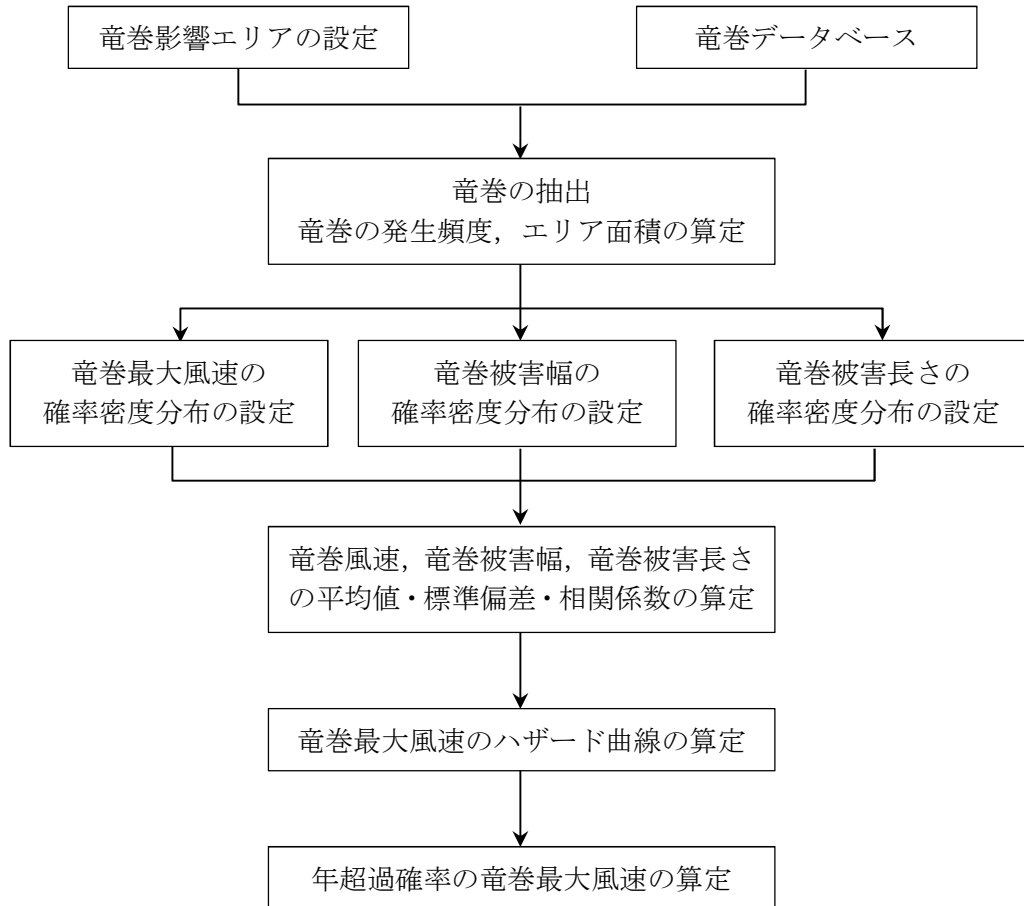 竜巻影響エリアの設定
竜巻データベース
竜巻の抽出
竜巻の発生頻度，エリア面積の算定
竜巻最大風速の
確率密度分布の設定
竜巻被害幅の
確率密度分布の設定
竜巻被害長さの
確率密度分布の設定
竜巻風速，竜巻被害幅，竜巻被害長さ
の平均値・標準偏差・相関係数の算定
竜巻最大風速のハザード曲線の算定
年超過確率の竜巻最大風速の算定